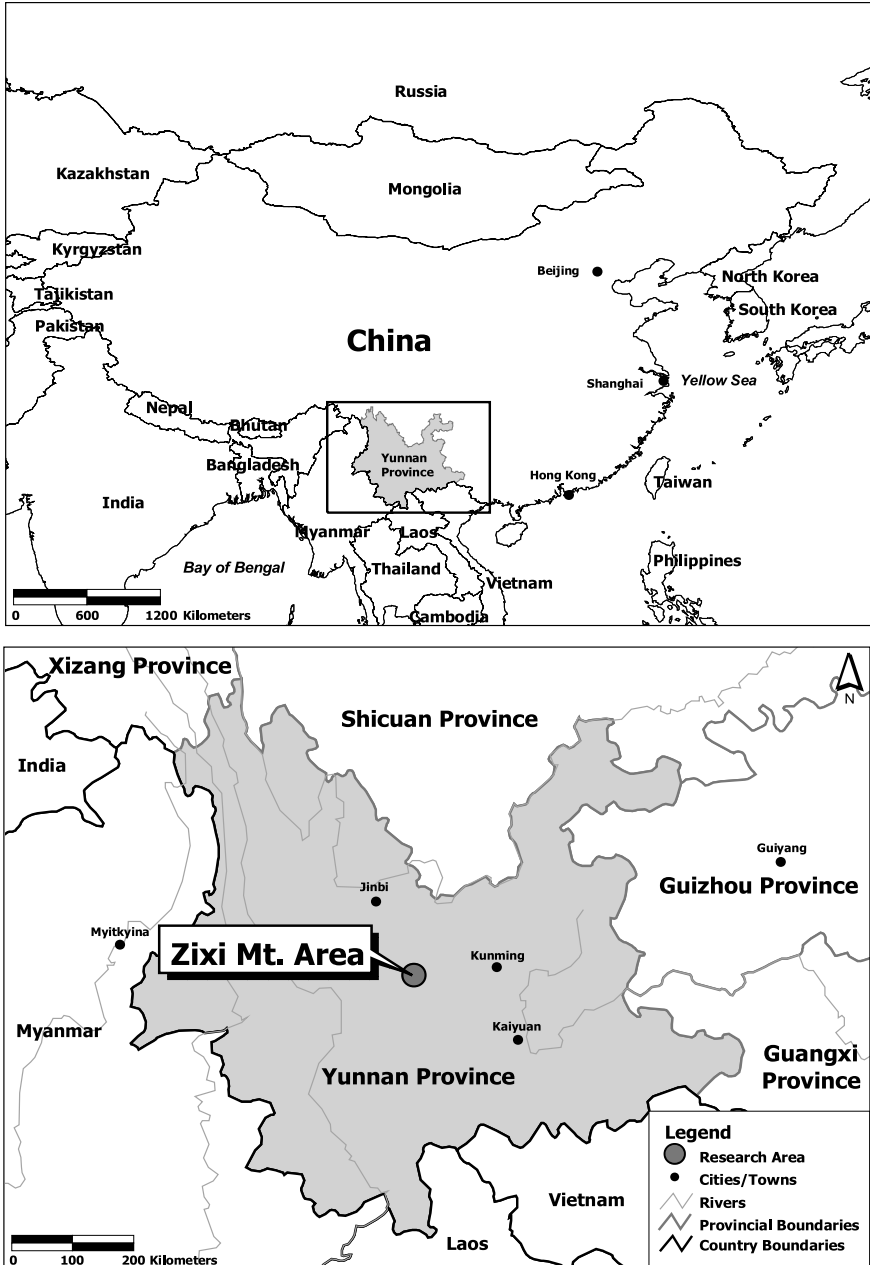 Russia
Kazakhstan
Mongolia
Kyrgyzstan
Beijing
North Korea
Tajikistan
South Korea
Pakistan
China
Shanghai
Yellow Sea
Nepal
Bhutan
Yunnan
Province
Bangladesh
Hong Kong
Taiwan
India
Myanmar
Laos
Bay of Bengal
Thailand
Philippines
Vietnam
Cambodia
0 600 1200 Kilometers
Xizang Province
Shicuan Province
N
India
Guiyang
Guizhou Province
Jinbi
Myitkyina
Zixi Mt. Area
Kunming
Myanmar
Kaiyuan
Yunnan Province
Guangxi
Province
Legend
Research Area
Cities/Towns
Rivers
Provincial Boundaries
Country Boundaries
Vietnam
Laos
0 100 200 Kilometers